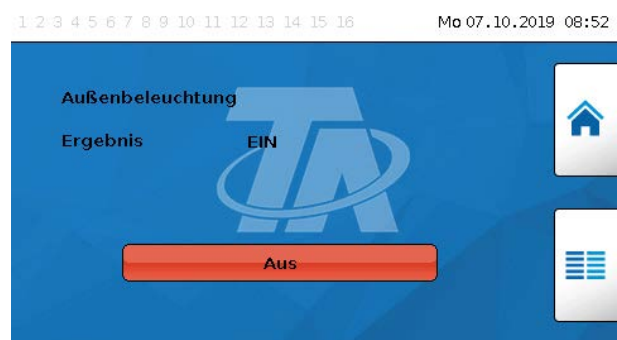 1 2 3 4 5 6 7 8 9 10 11 12 13 14 15 16 Mo 07.10.2019 08:52
Außenbeleuchtung
Ergebnis EIN
TA
Aus